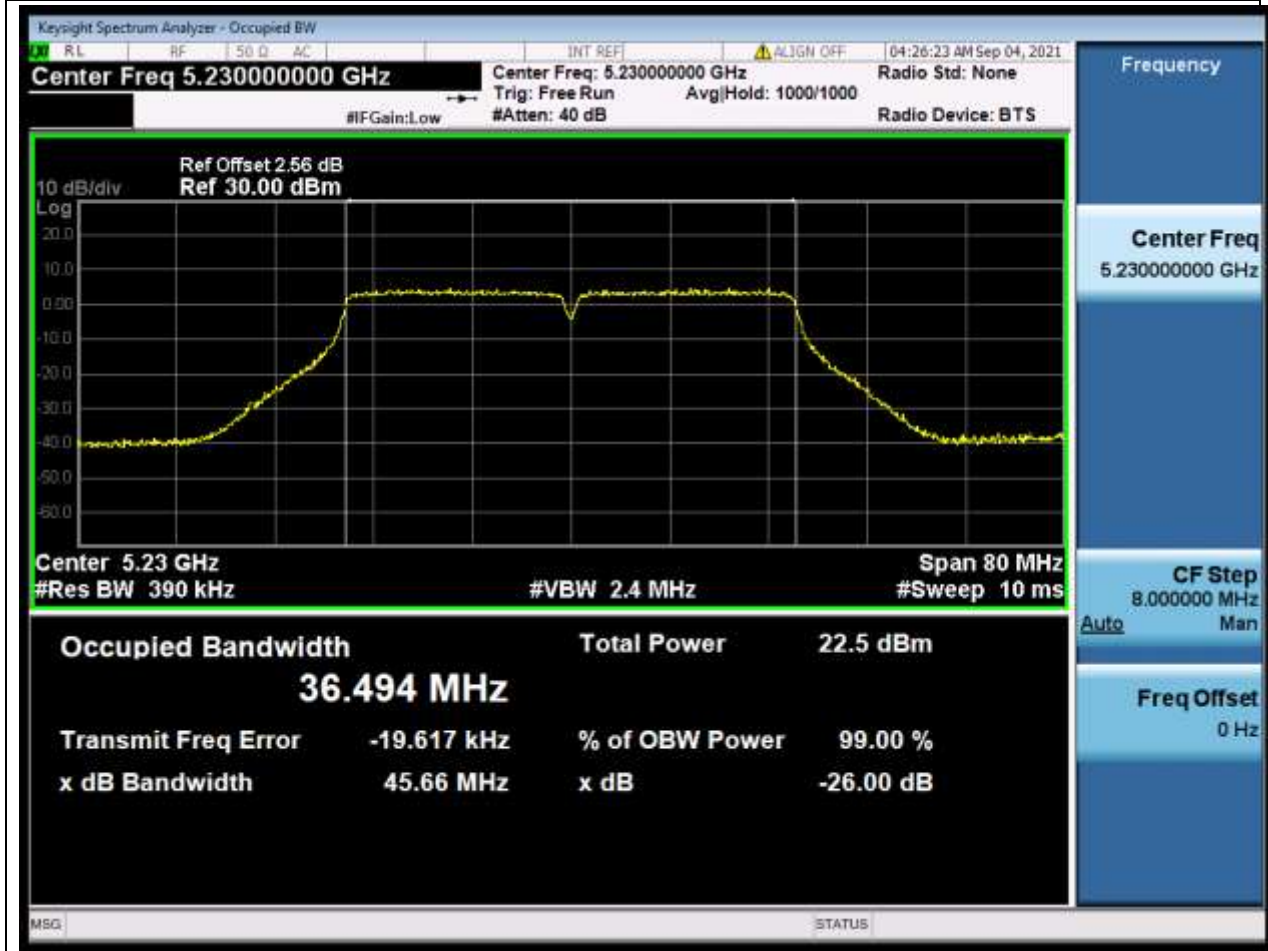 Keysight Spectrum Analyzer - Occupied BW
LXI RL RF 50 Ω AC INT REF ALIGN OFF 04:26:23 AM Sep 04, 2021
Center Freq 5.230000000 GHz
Center Freq: 5.230000000 GHz
Radio Std: None
Trig: Free Run Avg|Hold: 1000/1000
#IFGain:Low #Atten: 40 dB Radio Device: BTS
Ref Offset 2.56 dB
10 dB/div Ref 30.00 dBm
Log
20.0
10.0
0.00
-10.0
-20.0
-30.0
-40.0
-50.0
-60.0
Center 5.23 GHz Span 80 MHz
#Res BW 390 kHz #VBW 2.4 MHz #Sweep 10 ms
Occupied Bandwidth Total Power 22.5 dBm
36.494 MHz
Transmit Freq Error -19.617 kHz % of OBW Power 99.00 %
x dB Bandwidth 45.66 MHz x dB -26.00 dB
MSG STATUS
Frequency
Center Freq
5.230000000 GHz
CF Step
8.000000 MHz
Auto Man
Freq Offset
0 Hz